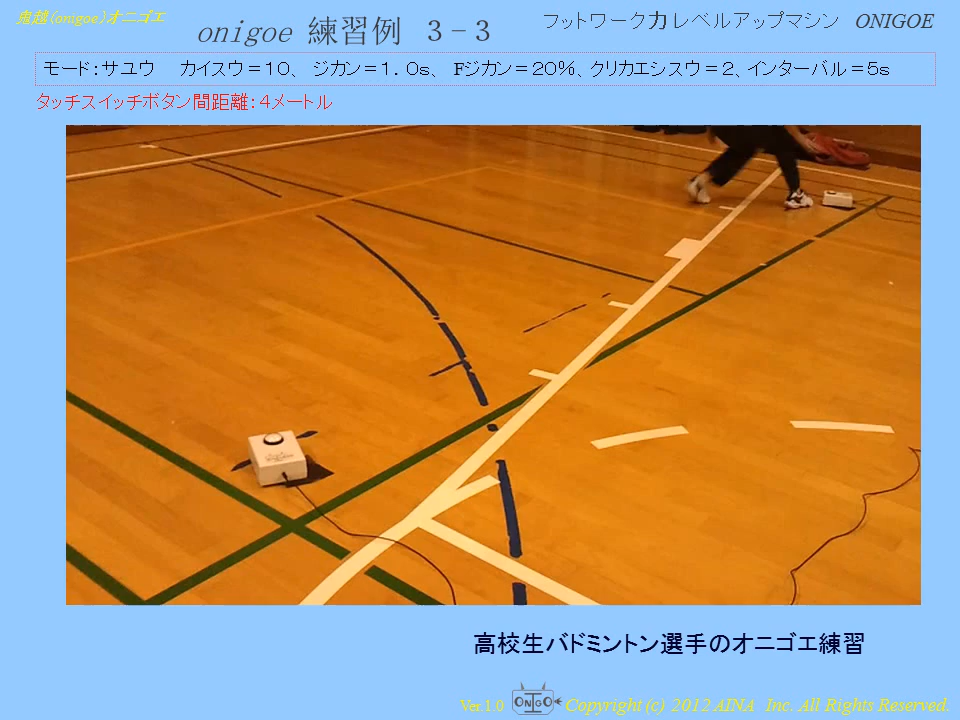 鬼越(onigoe)オニゴエ
onigoe 練習例 ３-３
フットワーク力レベルアップマシン ONIGOE
モード：サユウ カイスウ＝１０、 ジカン＝１．０s、 Fジカン＝２０％、クリカエシスウ＝２、インターバル＝５s
タッチスイッチボタン間距離：４メートル
高校生バドミントン選手のオニゴエ練習
Ver.1.0 ONIGO Copyright (c) 2012 AINA Inc. All Rights Reserved.